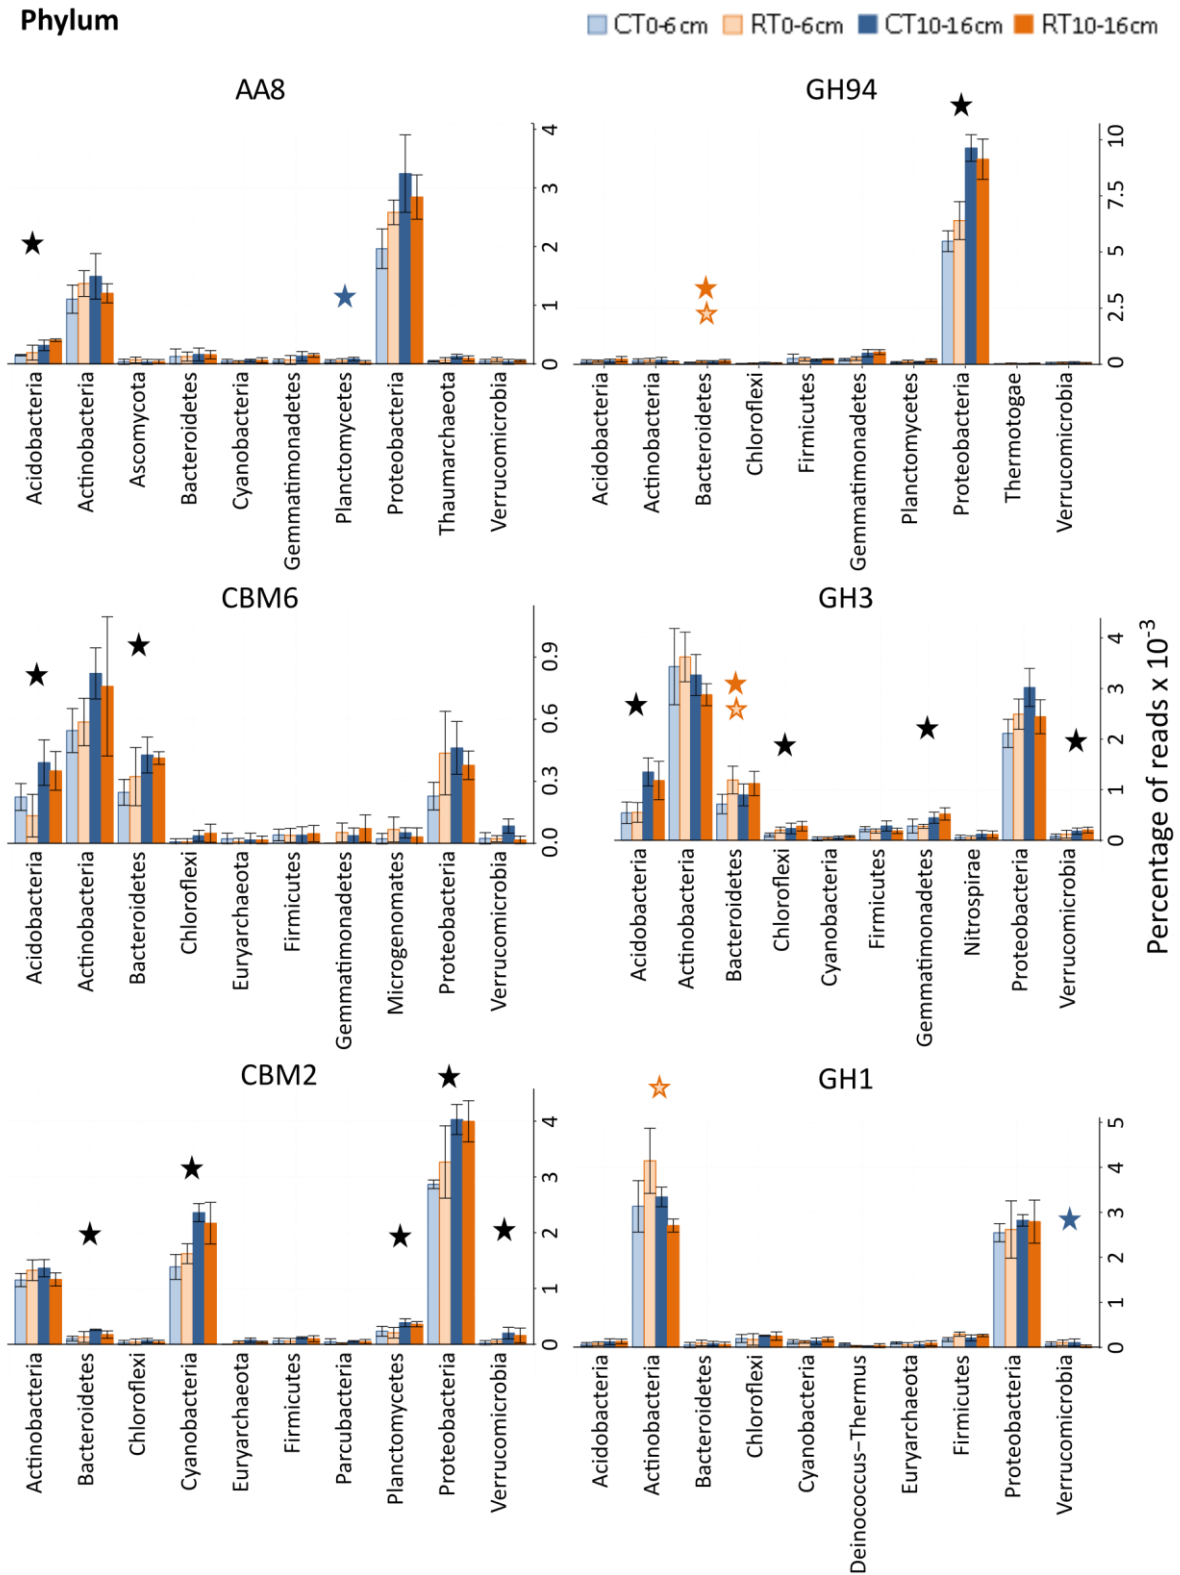 Phylum
CT0-6 cm RT0-6cm CT10-16cm RT10-16cm
AA8
0 1 2 3 4
Acidobacteria
Actinobacteria
Ascomycota
Bacteroidetes
Cyanobacteria
Gemmatimonadetes
Planctomycetes
Proteobacteria
Thaumarchaeota
Verrucomicrobia
GH94
0 2.5 5 7.5 10
Acidobacteria
Actinobacteria
Bacteroidetes
Chloroflexi
Firmicutes
Gemmatimonadetes
Planctomycetes
Proteobacteria
Thermotogae
Verrucomicrobia
CBM6
0.0 0.3 0.6 0.9
Acidobacteria
Actinobacteria
Bacteroidetes
Chloroflexi
Euryarchaeota
Firmicutes
Gemmatimonadetes
Microgenomates
Proteobacteria
Verrucomicrobia
GH3
0 1 2 3 4
Acidobacteria
Actinobacteria
Bacteroidetes
Chloroflexi
Cyanobacteria
Firmicutes
Gemmatimonadetes
Nitrospirae
Proteobacteria
Verrucomicrobia
Percentage of reads x 10⁻³
CBM2
0 1 2 3 4
Actinobacteria
Bacteroidetes
Chloroflexi
Cyanobacteria
Euryarchaeota
Firmicutes
Parcubacteria
Planctomycetes
Proteobacteria
Verrucomicrobia
GH1
0 1 2 3 4 5
Acidobacteria
Actinobacteria
Bacteroidetes
Chloroflexi
Cyanobacteria
Deinococcus−Thermus
Euryarchaeota
Firmicutes
Proteobacteria
Verrucomicrobia